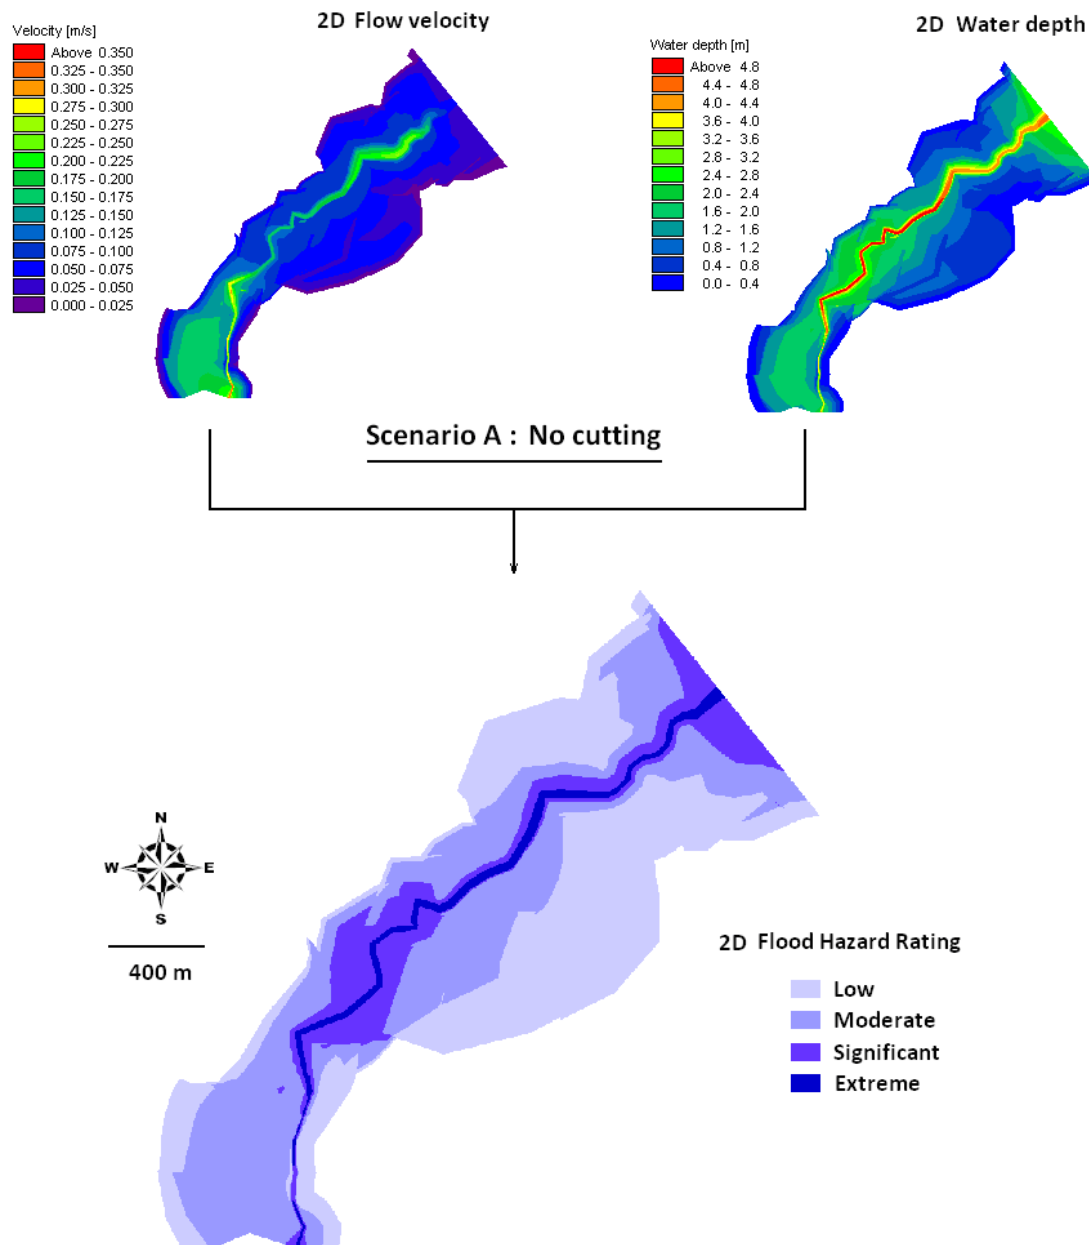 2D Flow velocity
Velocity [m/s]
Above 0.350
0.325 - 0.350
0.300 - 0.325
0.275 - 0.300
0.250 - 0.275
0.225 - 0.250
0.200 - 0.225
0.175 - 0.200
0.150 - 0.175
0.125 - 0.150
0.100 - 0.125
0.075 - 0.100
0.050 - 0.075
0.025 - 0.050
0.000 - 0.025
2D Water depth
Water depth [m]
Above 4.8
4.4 - 4.8
4.0 - 4.4
3.6 - 4.0
3.2 - 3.6
2.8 - 3.2
2.4 - 2.8
2.0 - 2.4
1.6 - 2.0
1.2 - 1.6
0.8 - 1.2
0.4 - 0.8
0.0 - 0.4
Scenario A : No cutting
N
W E
S
400 m
2D Flood Hazard Rating
Low
Moderate
Significant
Extreme